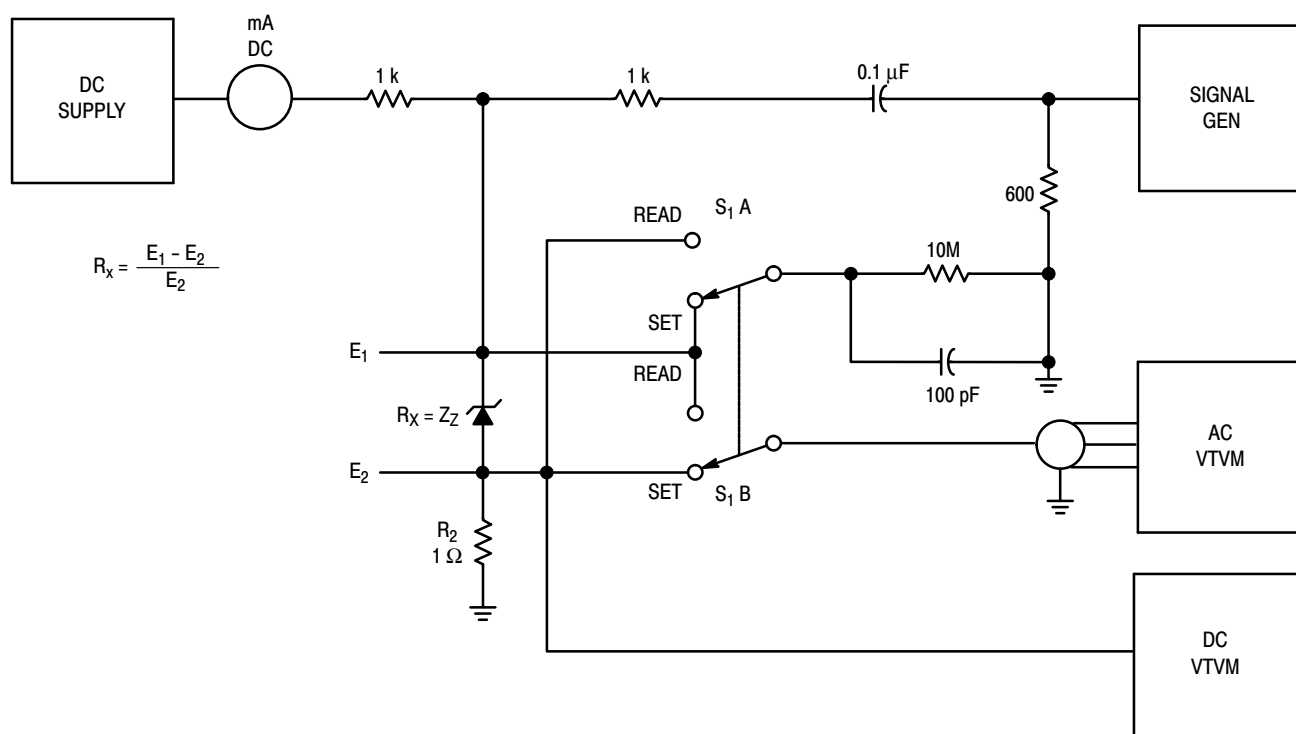 mA
DC
DC
SUPPLY
1 k
1 k
0.1 μF
SIGNAL
GEN
600
READ
S1 A
Rx = E1 - E2
E2
10M
SET
E1
READ
100 pF
RX = ZZ
AC
VTVM
E2
SET
S1 B
R2
1 Ω
DC
VTVM